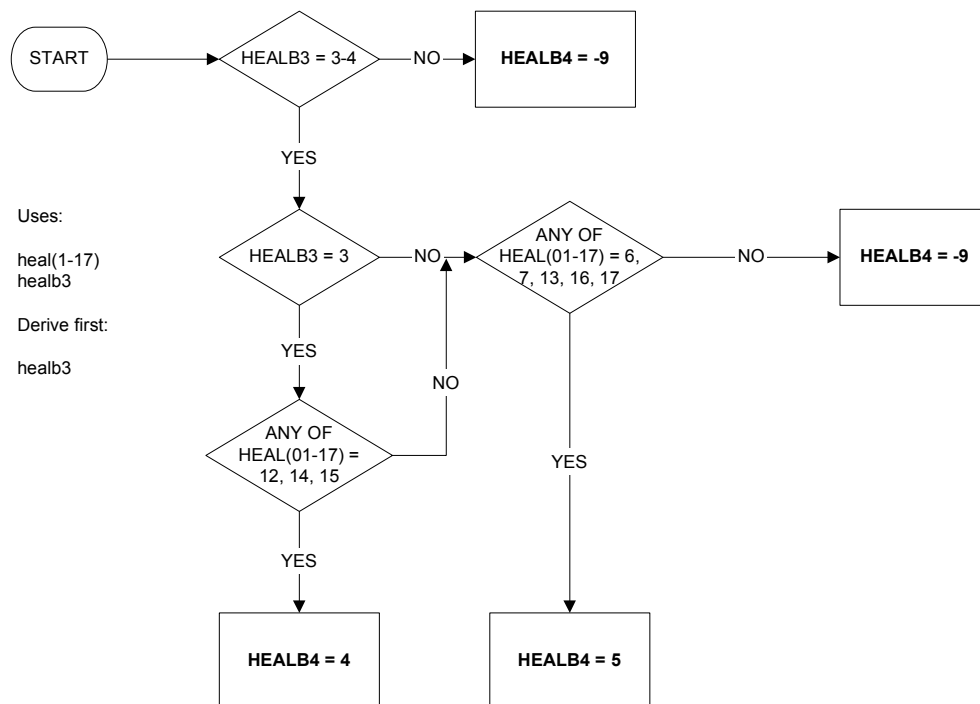 START
HEALB3 = 3-4
NO
HEALB4 = -9
YES
Uses:
heal(1-17)
healb3
Derive first:
healb3
HEALB3 = 3
NO
ANY OF
HEAL(01-17) = 6,
7, 13, 16, 17
NO
HEALB4 = -9
YES
NO
ANY OF
HEAL(01-17) =
12, 14, 15
YES
YES
HEALB4 = 4
HEALB4 = 5